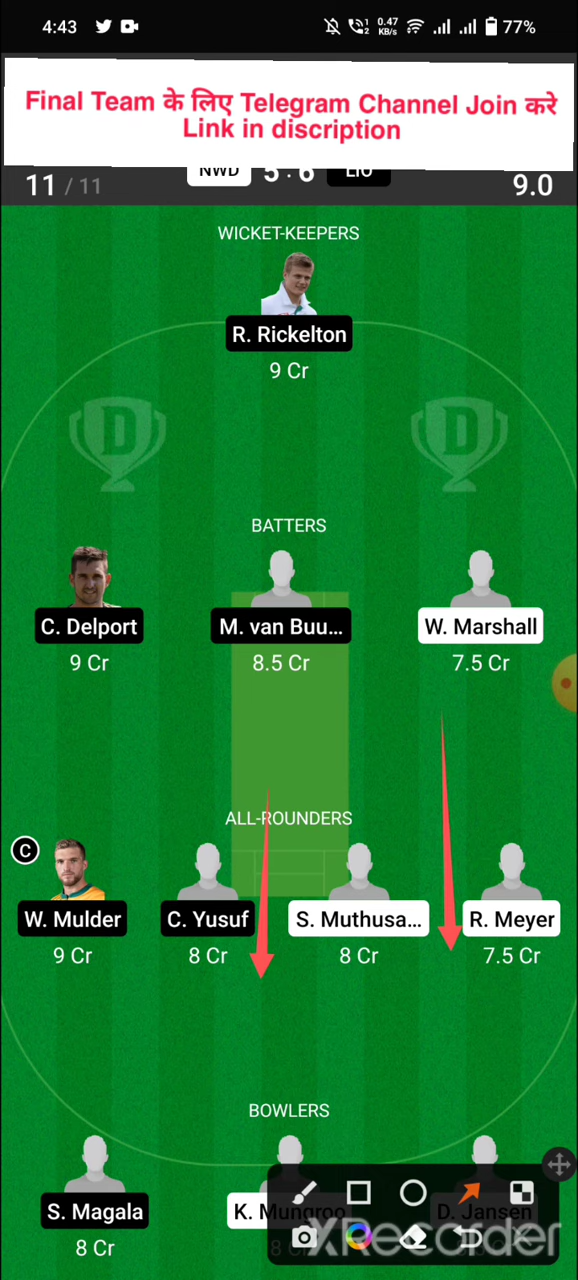 4:43
0.47
KB/s
77%
Final Team के लिए Telegram Channel Join करे
Link in discription
11 / 11
NWD 5 : 6 LIO
9.0
WICKET-KEEPERS
R. Rickelton
9 Cr
D D
BATTERS
C. Delport M. van Buu... W. Marshall
9 Cr 8.5 Cr 7.5 Cr
ALL-ROUNDERS
C
W. Mulder C. Yusuf S. Muthusa... R. Meyer
9 Cr 8 Cr 8 Cr 7.5 Cr
BOWLERS
S. Magala K. Mungroo D. Jansen
8 Cr
XRecorder